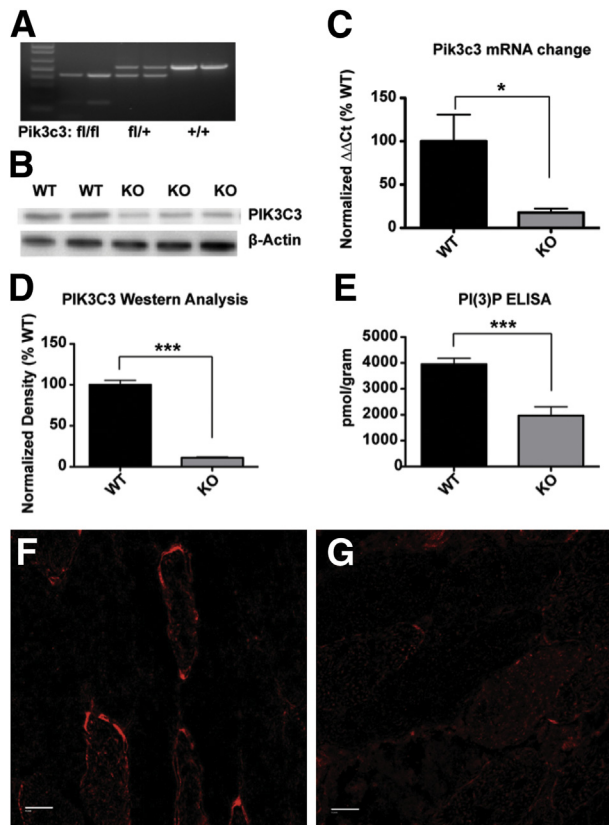 A
Pik3c3: fl/fl fl/+ +/+
B
WT WT KO KO KO
PIK3C3
β-Actin
C
Pik3c3 mRNA change
Normalized ΔΔCt (% WT)
150
100
50
0
*
WT
KO
D
PIK3C3 Western Analysis
Normalized Density (% WT)
150
100
50
0
***
WT
KO
E
PI(3)P ELISA
pmol/gram
5000
4000
3000
2000
1000
0
***
WT
KO
F
G